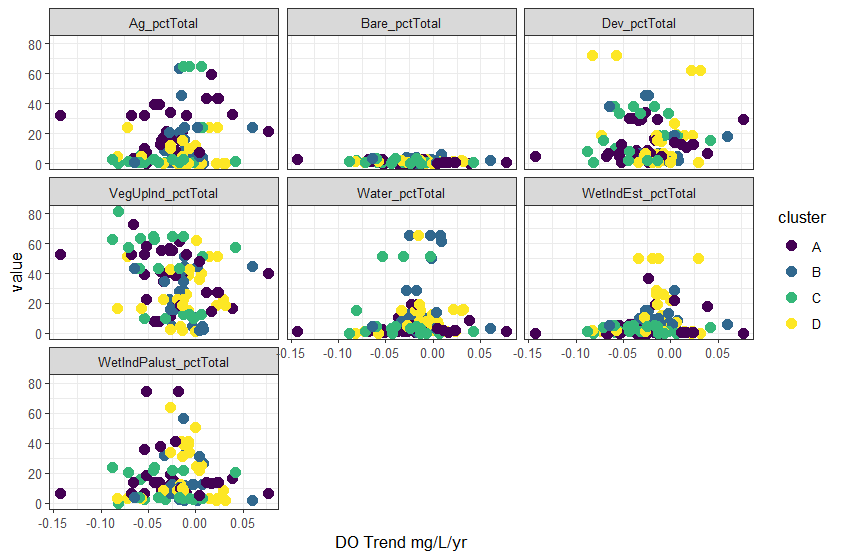 Ag_pctTotal Bare_pctTotal Dev_pctTotal
80
60
40
20
0
VegUpInd_pctTotal Water_pctTotal WetIndEst_pctTotal
80
60
40
20
0
-0.15 -0.10 -0.05 0.00 0.05 -0.15 -0.10 -0.05 0.00 0.05
WetIndPalust_pctTotal
80
60
40
20
0
-0.15 -0.10 -0.05 0.00 0.05
DO Trend mg/L/yr
value
cluster
A
B
C
D